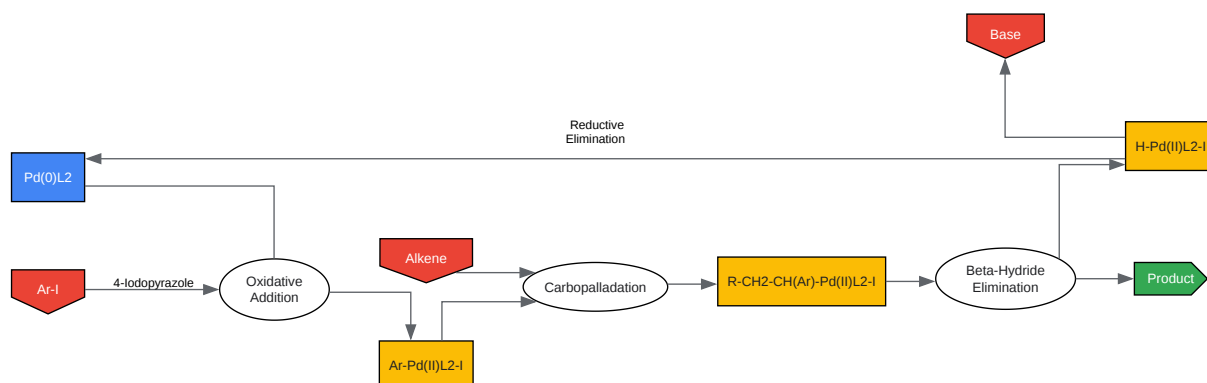 Base
Reductive
Elimination
H-Pd(II)L2-I
Pd(0)L2
Alkene
Ar-I
4-Iodopyrazole
Oxidative
Addition
Carbopalladation
R-CH2-CH(Ar)-Pd(II)L2-I
Beta-Hydride
Elimination
Product
Ar-Pd(II)L2-I